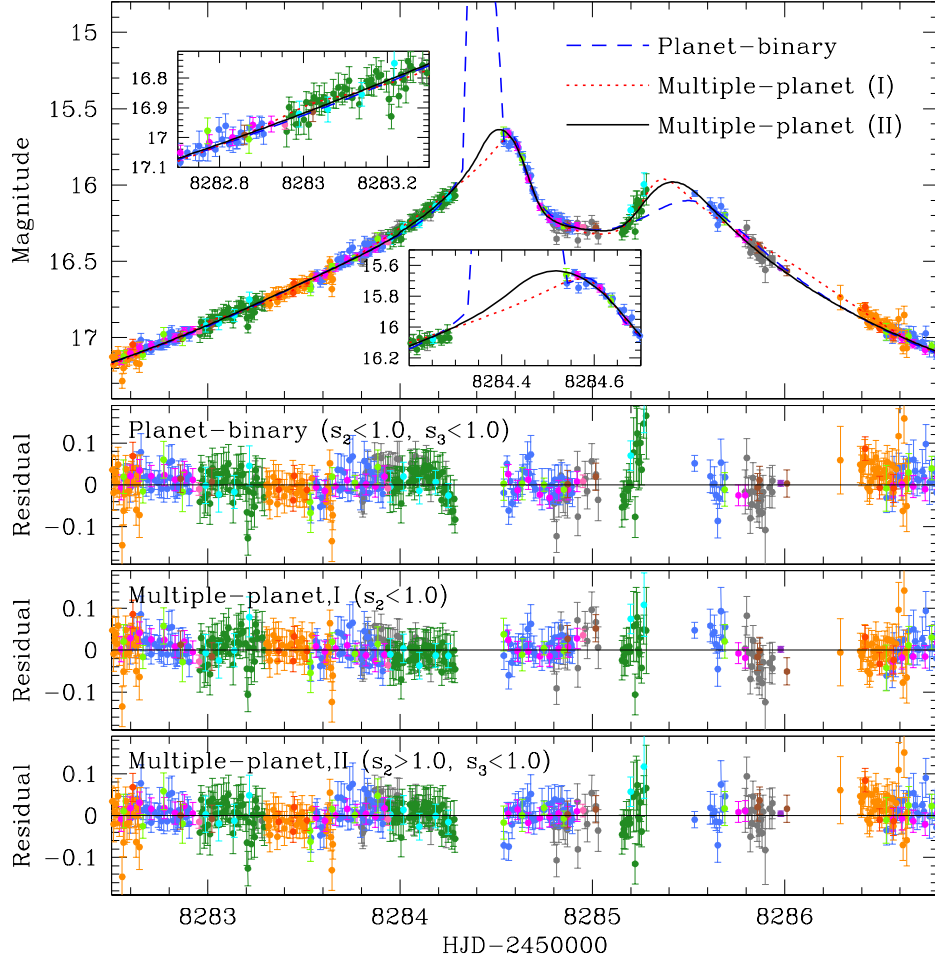 15
15.5
16
16.5
17
Magnitude
Planet-binary
Multiple-planet (I)
Multiple-planet (II)
16.8
16.9
17
17.1
8282.8
8283
8283.2
15.6
15.8
16
16.2
8284.4
8284.6
0.1
0
-0.1
Residual
Planet-binary (s2<1.0, s3<1.0)
0.1
0
-0.1
Residual
Multiple-planet,I (s2<1.0)
0.1
0
-0.1
Residual
Multiple-planet,II (s2>1.0, s3<1.0)
8283
8284
8285
8286
HJD-2450000